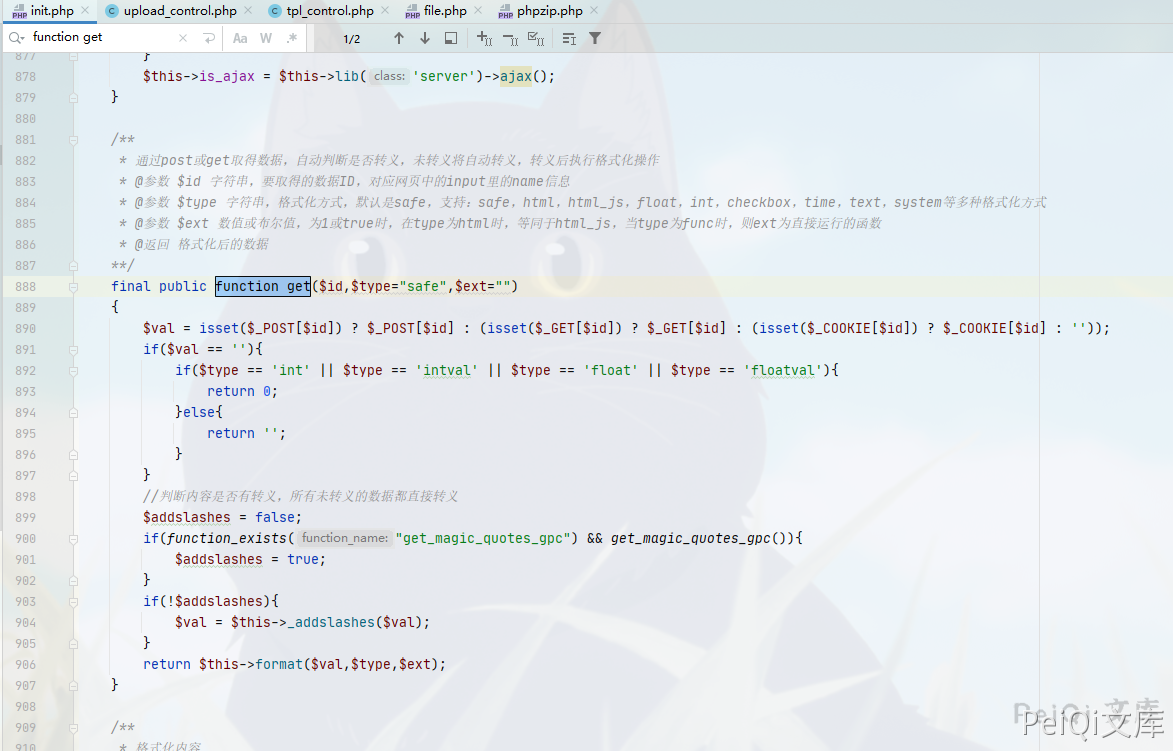 init.php × upload_control.php × tpl_control.php × file.php × phpzip.php ×
function get × Aa W .* 1/2
877 }
878 $this->is_ajax = $this->lib( class: 'server')->ajax();
879 }
880
881 /**
882 * 通过post或get取得数据，自动判断是否转义，未转义将自动转义，转义后执行格式化操作
883 * @参数 $id 字符串，要取得的数据ID，对应网页中的input里的name信息
884 * @参数 $type 字符串，格式化方式，默认是safe，支持：safe，html，html_js，float，int，checkbox，time，text，system等多种格式化方式
885 * @参数 $ext 数值或布尔值，为1或true时，在type为html时，等同于html_js，当type为func时，则ext为直接运行的函数
886 * @返回 格式化后的数据
887 **/
888 final public function get($id,$type="safe",$ext="")
889 {
890 $val = isset($_POST[$id]) ? $_POST[$id] : (isset($_GET[$id]) ? $_GET[$id] : (isset($_COOKIE[$id]) ? $_COOKIE[$id] : ''));
891 if($val == ''){
892 if($type == 'int' || $type == 'intval' || $type == 'float' || $type == 'floatval'){
893 return 0;
894 }else{
895 return '';
896 }
897 }
898 //判断内容是否有转义，所有未转义的数据都直接转义
899 $addslashes = false;
900 if(function_exists( function_name: "get_magic_quotes_gpc") && get_magic_quotes_gpc()){
901 $addslashes = true;
902 }
903 if(!$addslashes){
904 $val = $this->_addslashes($val);
905 }
906 return $this->format($val,$type,$ext);
907 }
908
909 /**
910 * 格式化内容
PeiQi 文库
PeiQi文库